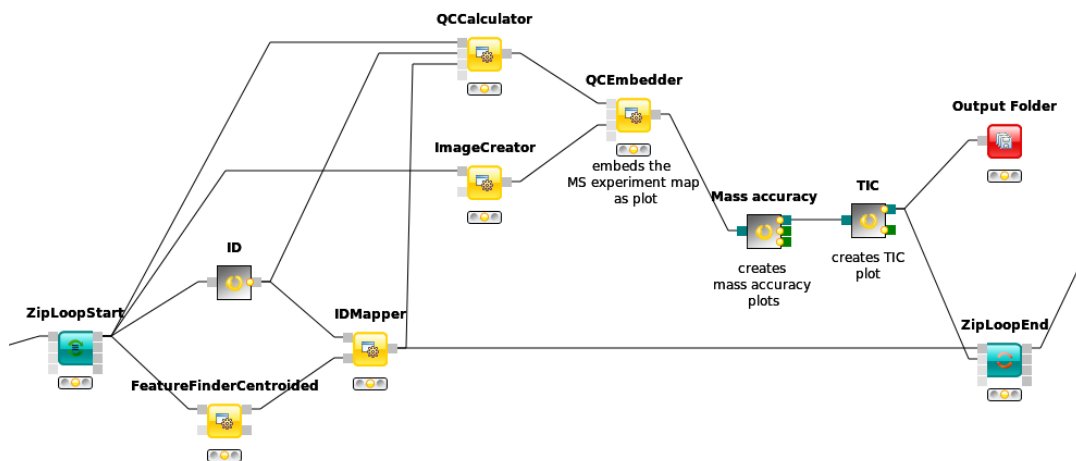 QCCalculator
QCEmbedder
Output Folder
ImageCreator
embeds the
MS experiment map
as plot
Mass accuracy
TIC
ID
creates
mass accuracy
plots
creates TIC
plot
ZipLoopStart
IDMapper
ZipLoopEnd
FeatureFinderCentroided